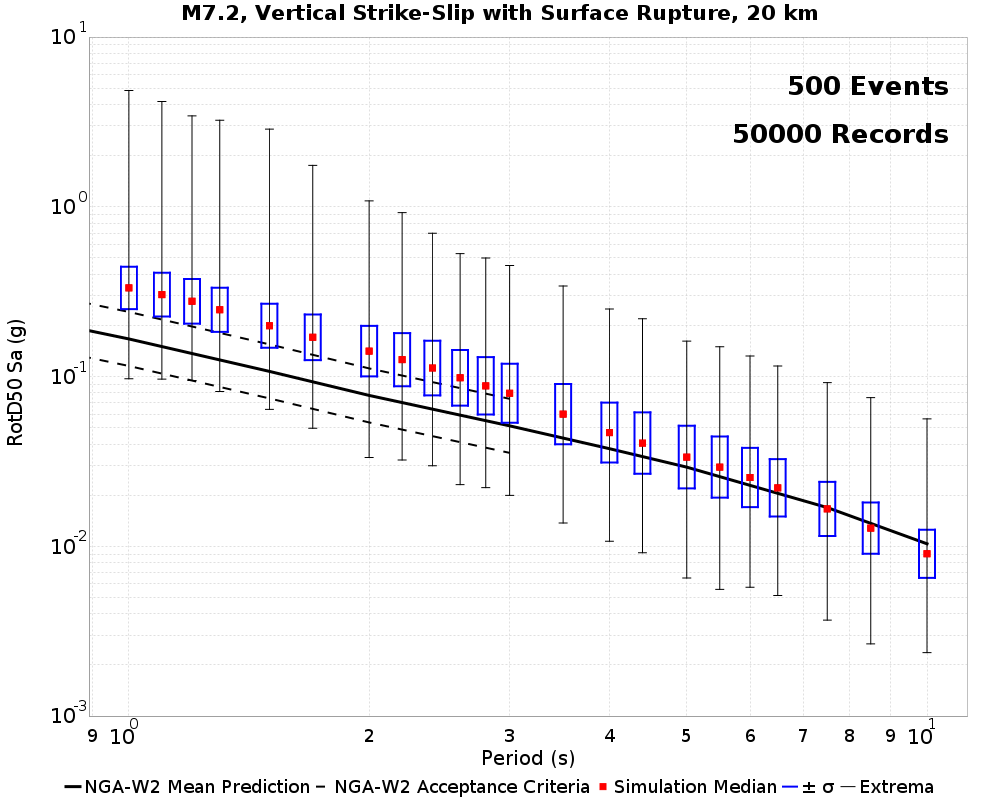 M7.2, Vertical Strike-Slip with Surface Rupture, 20 km
500 Events
50000 Records
RotD50 Sa (g)
10^1
10^0
10^-1
10^-2
10^-3
9 10^0 2 3 4 5 6 7 8 9 10^1
Period (s)
NGA-W2 Mean Prediction NGA-W2 Acceptance Criteria Simulation Median ± σ Extrema